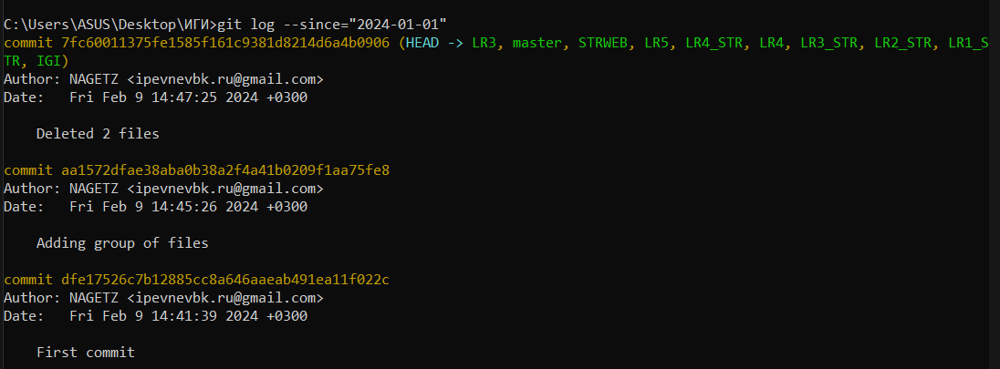 C:\Users\ASUS\Desktop\ИГИ>git log --since="2024-01-01"
commit 7fc60011375fe1585f161c9381d8214d6a4b0906 (HEAD -> LR3, master, STRWEB, LR5, LR4_STR, LR4, LR3_STR, LR2_STR, LR1_S
TR, IGI)
Author: NAGETZ <ipevnevbk.ru@gmail.com>
Date:   Fri Feb 9 14:47:25 2024 +0300
    Deleted 2 files
commit aa1572dfae38aba0b38a2f4a41b0209f1aa75fe8
Author: NAGETZ <ipevnevbk.ru@gmail.com>
Date:   Fri Feb 9 14:45:26 2024 +0300
    Adding group of files
commit dfe17526c7b12885cc8a646aaeab491ea11f022c
Author: NAGETZ <ipevnevbk.ru@gmail.com>
Date:   Fri Feb 9 14:41:39 2024 +0300
    First commit